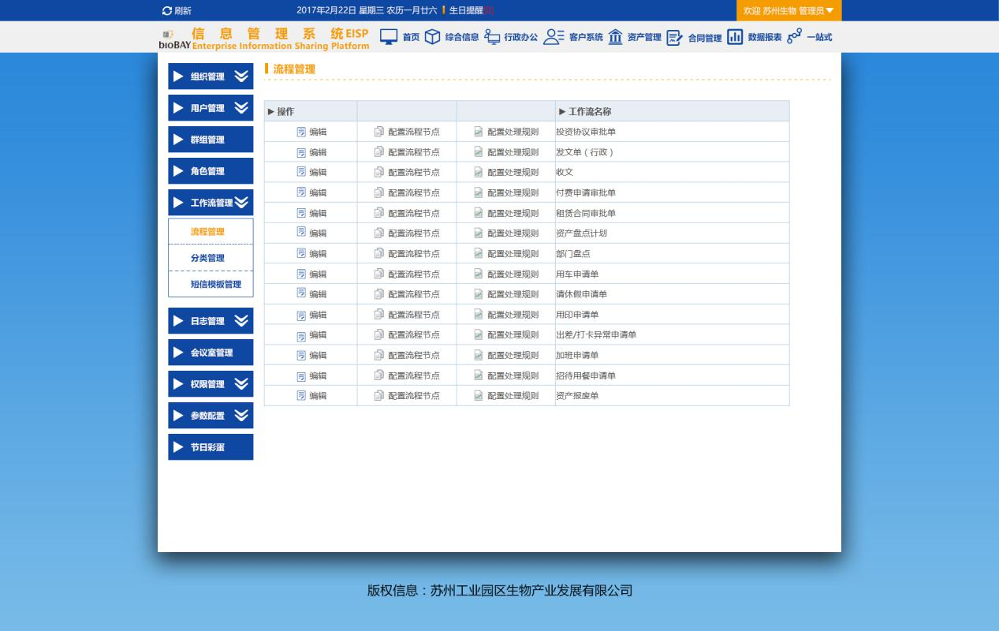 刷新
2017年2月22日 星期三 农历一月廿六 生日提醒[0]
欢迎 苏州生物 管理员
bioBAY
信息管理系统EISP
Enterprise Information Sharing Platform
首页 综合信息 行政办公 客户系统 资产管理 合同管理 数据报表 一站式
组织管理
用户管理
群组管理
角色管理
工作流管理
流程管理
分类管理
短信模板管理
日志管理
会议室管理
权限管理
参数配置
节日彩蛋
流程管理
操作 工作流名称
编辑 配置流程节点 配置处理规则 投资协议审批单
编辑 配置流程节点 配置处理规则 发文单（行政）
编辑 配置流程节点 配置处理规则 收文
编辑 配置流程节点 配置处理规则 付费申请审批单
编辑 配置流程节点 配置处理规则 租赁合同审批单
编辑 配置流程节点 配置处理规则 资产盘点计划
编辑 配置流程节点 配置处理规则 部门盘点
编辑 配置流程节点 配置处理规则 用车申请单
编辑 配置流程节点 配置处理规则 请休假申请单
编辑 配置流程节点 配置处理规则 用印申请单
编辑 配置流程节点 配置处理规则 出差/打卡异常申请单
编辑 配置流程节点 配置处理规则 加班申请单
编辑 配置流程节点 配置处理规则 招待用餐申请单
编辑 配置流程节点 配置处理规则 资产报废单
版权信息：苏州工业园区生物产业发展有限公司